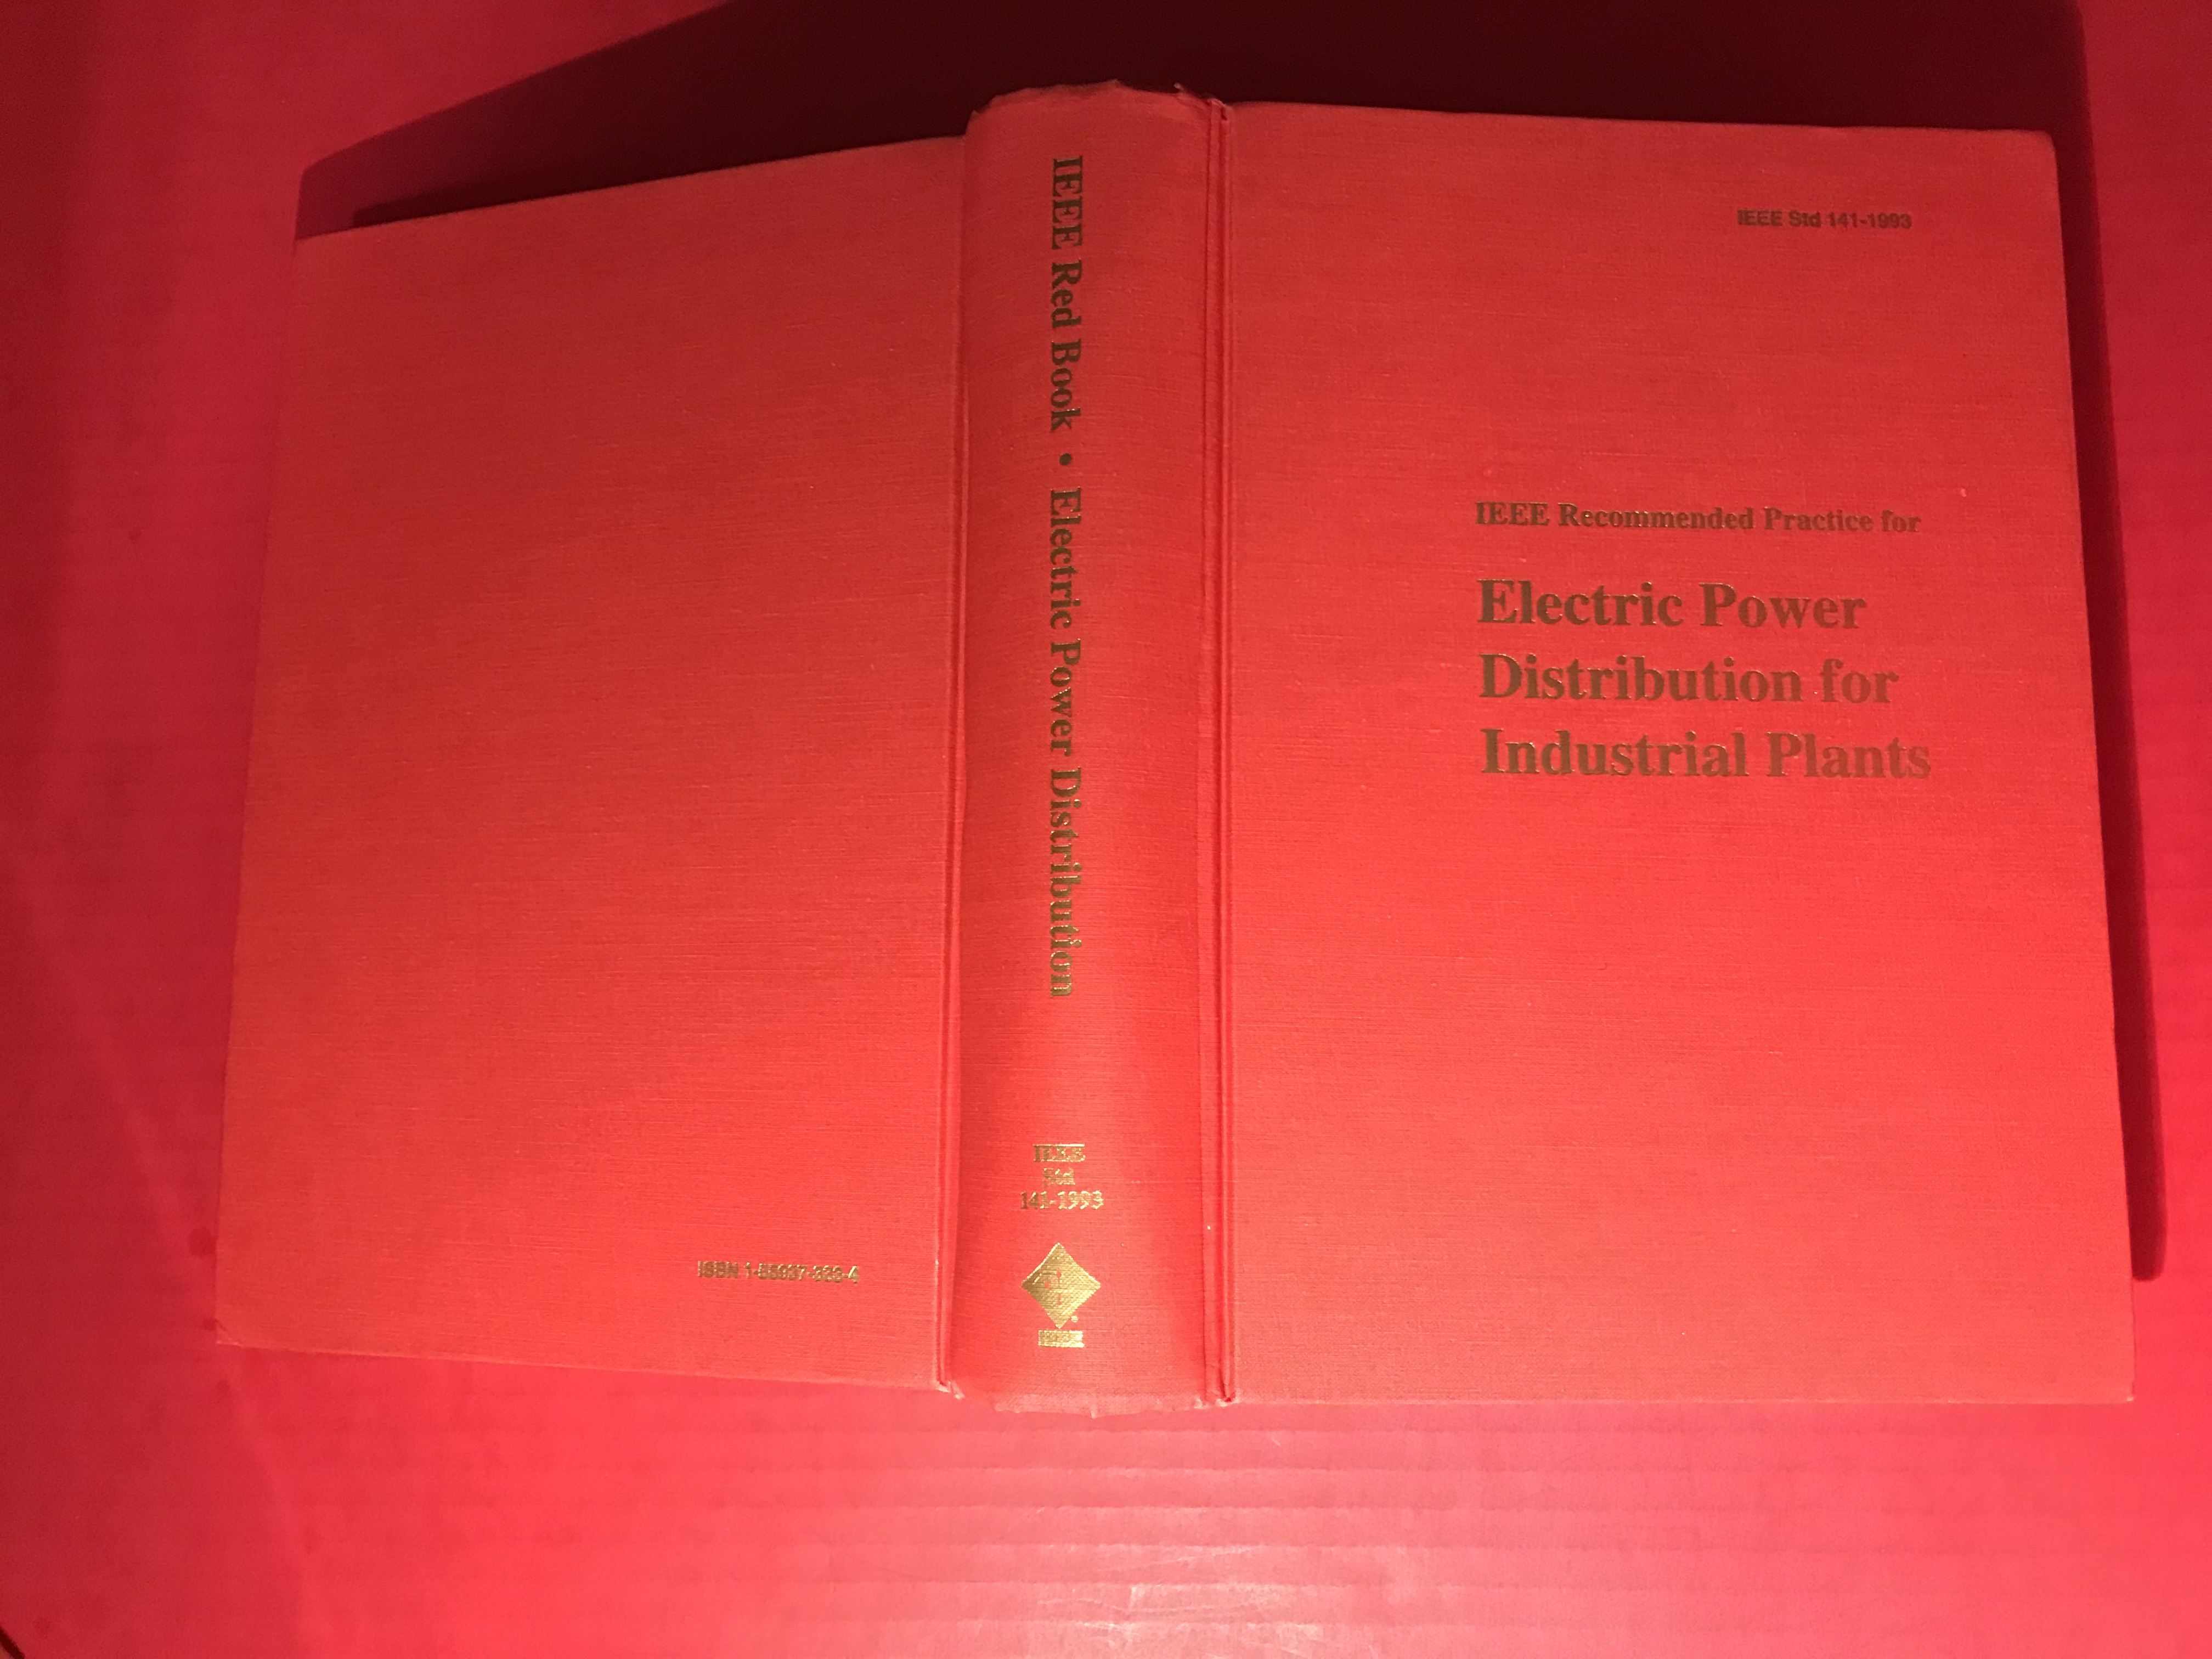 IEEE Std 141-1993
IEEE Recommended Practice for
Electric Power
Distribution for
Industrial Plants
IEEE Red Book • Electric Power Distribution
IEEE
Std
141-1993
IEEE
ISBN